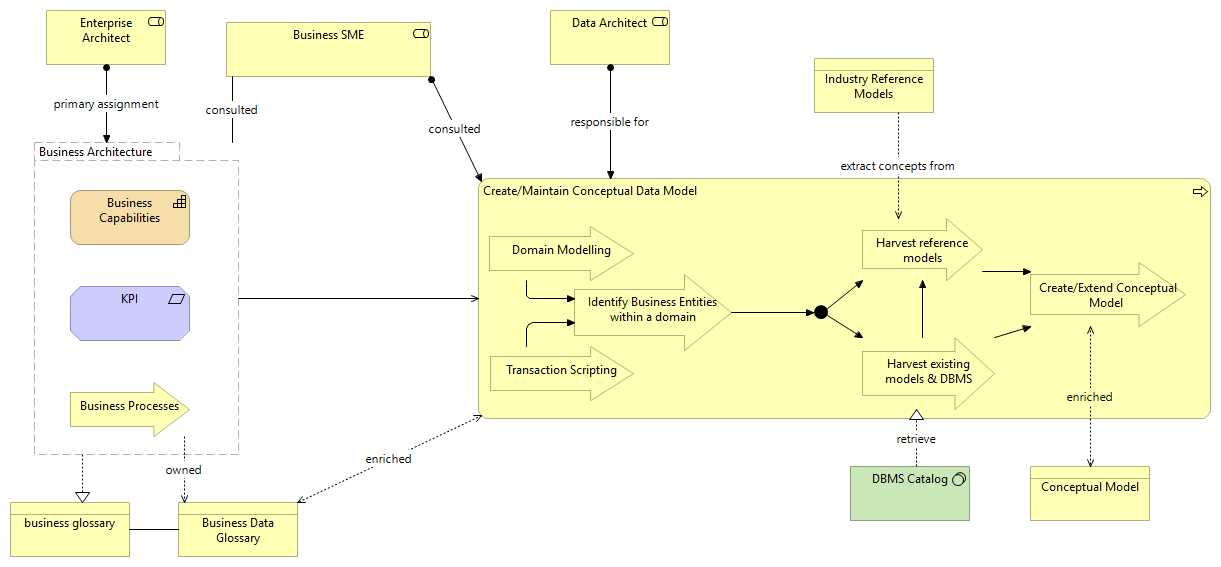 Enterprise
Architect
Business SME
Data Architect
Industry Reference
Models
primary assignment
consulted
consulted
responsible for
extract concepts from
Business Architecture
Business
Capabilities
KPI
Business Processes
Create/Maintain Conceptual Data Model
Domain Modelling
Identify Business Entities
within a domain
Transaction Scripting
Harvest reference
models
Create/Extend Conceptual
Model
Harvest existing
models & DBMS
enriched
retrieve
enriched
owned
DBMS Catalog
Conceptual Model
business glossary
Business Data
Glossary